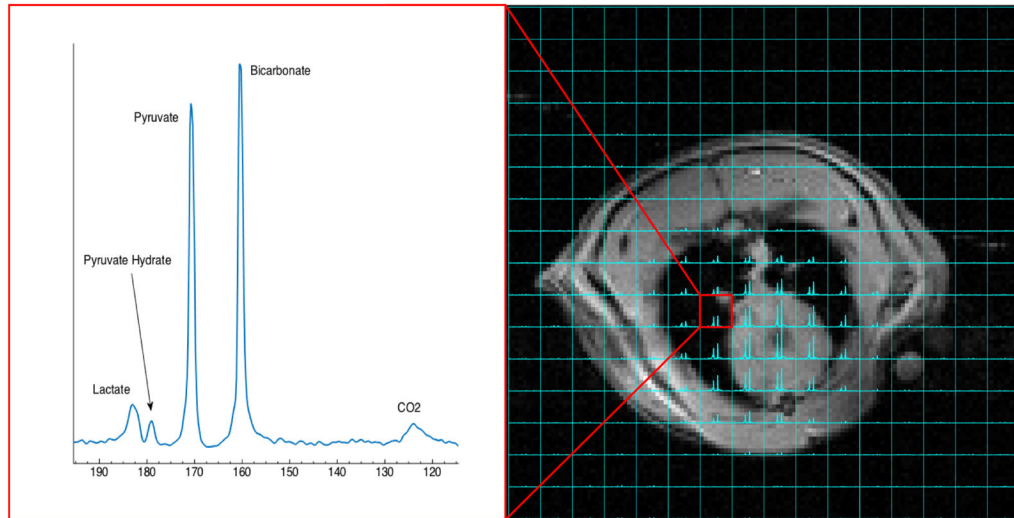 Bicarbonate
Pyruvate
Pyruvate Hydrate
Lactate
CO2
190 180 170 160 150 140 130 120